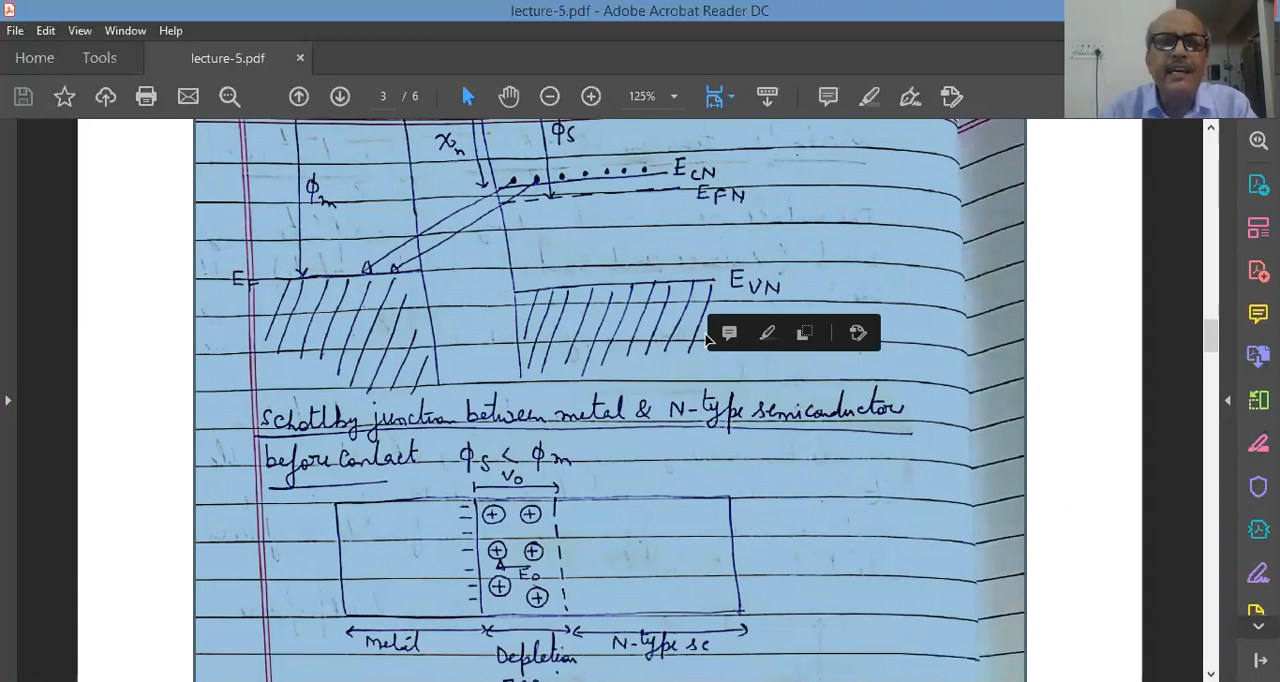 lecture-5.pdf - Adobe Acrobat Reader DC
File Edit View Window Help
Home Tools lecture-5.pdf ×
3 / 6 125%
χn ϕS
ECN
ϕm
EFN
EF
EVN
Schottby junction between metal & N-type semiconductor
before contact ϕs < ϕm
V0
E0
Metal Depletion N-type sc